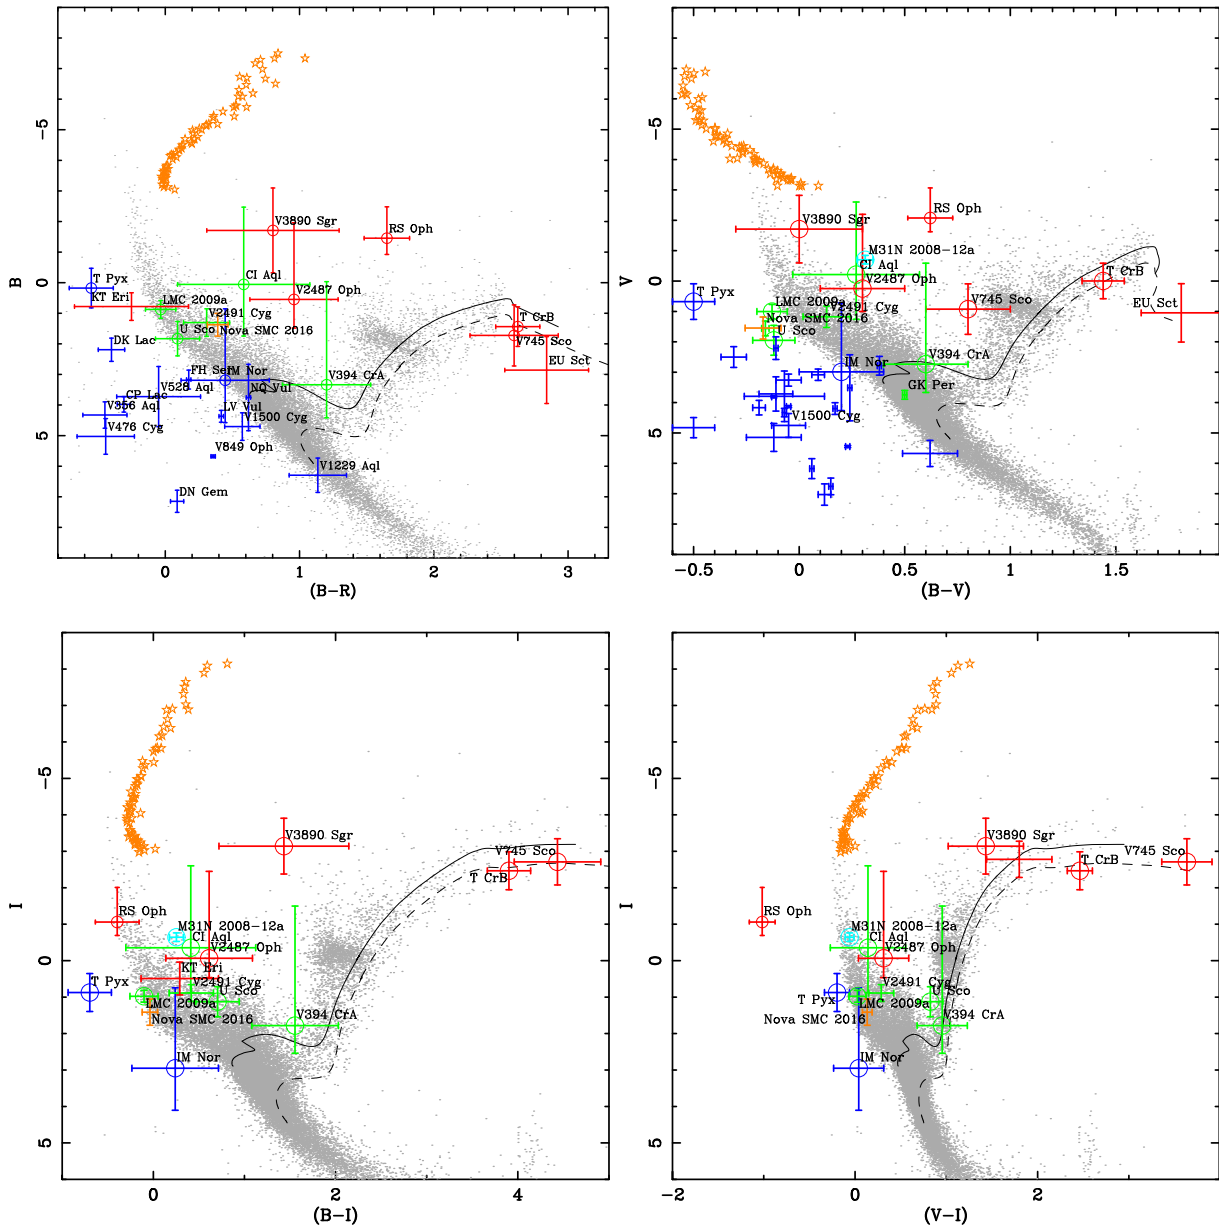 B
-5
0
5
V3890 Sgr
RS Oph
T Pyx
CI Aql
KT Eri
V2487 Oph
LMC 2009a
V2491 Cyg
T CrB
U Sco
Nova SMC 2016
V745 Sco
DK Lac
EU Sct
FH Ser
IM Nor
V394 CrA
V528 Aql
NQ Vul
CP Lac
V356 Aql
LV Vul
V1500 Cyg
V476 Cyg
V849 Oph
V1229 Aql
DN Gem
0 1 2 3
(B-R)
V
-5
0
5
RS Oph
V3890 Sgr
M31N 2008-12a
CI Aql
V2487 Oph
T CrB
T Pyx
LMC 2009a
V2491 Cyg
V745 Sco
EU Sct
Nova SMC 2016
U Sco
IM Nor
V394 CrA
GK Per
V1500 Cyg
-0.5 0 0.5 1 1.5
(B-V)
I
-5
0
5
V3890 Sgr
V745 Sco
T CrB
RS Oph
M31N 2008-12a
CI Aql
V2487 Oph
KT Eri
T Pyx
V2491 Cyg
U Sco
LMC 2009a
Nova SMC 2016
V394 CrA
IM Nor
0 2 4
(B-I)
I
-5
0
5
V3890 Sgr
V745 Sco
T CrB
RS Oph
M31N 2008-12a
CI Aql
V2487 Oph
V2491 Cyg
U Sco
T Pyx
LMC 2009a
Nova SMC 2016
V394 CrA
IM Nor
-2 0 2
(V-I)